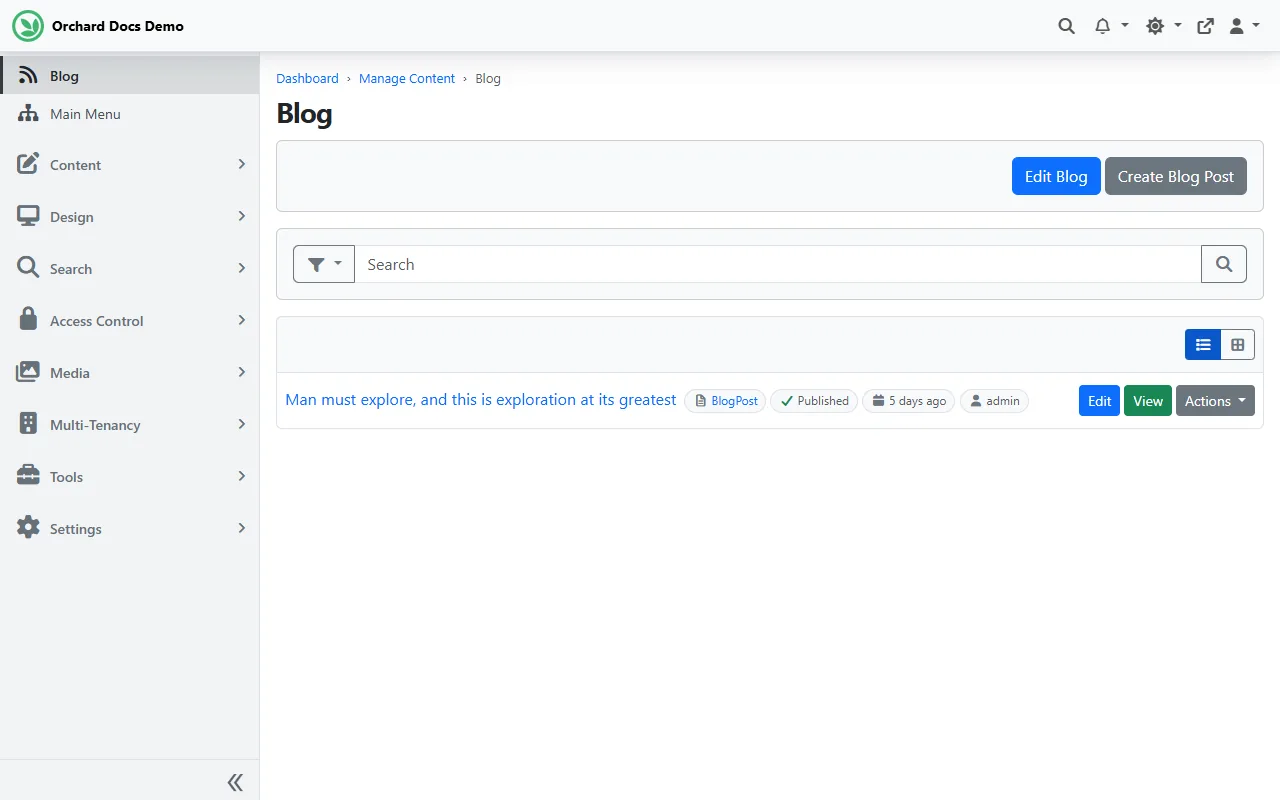 Orchard Docs Demo
Blog
Main Menu
Content
Design
Search
Access Control
Media
Multi-Tenancy
Tools
Settings
Dashboard › Manage Content › Blog
Blog
Edit Blog Create Blog Post
Search
Man must explore, and this is exploration at its greatest BlogPost Published 5 days ago admin Edit View Actions